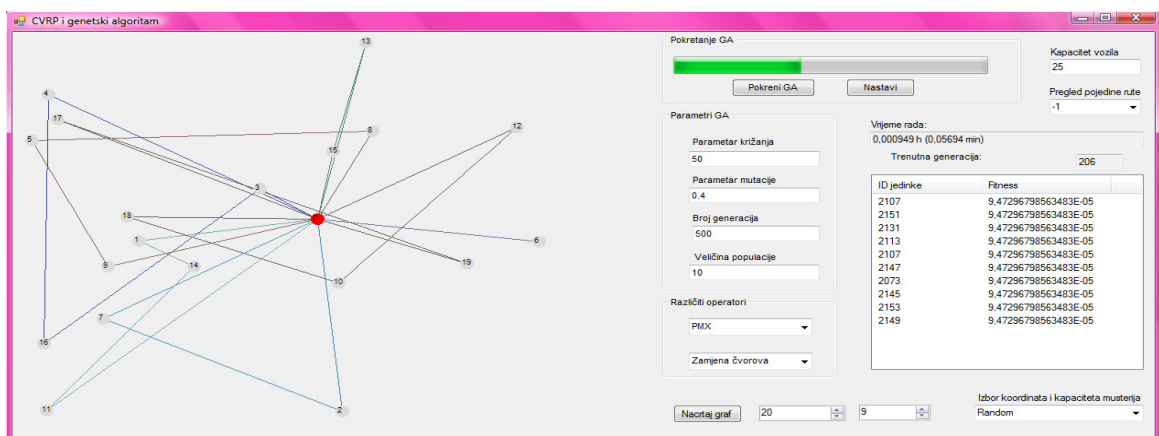 CVRP i genetski algoritam
13
4
17
5
8
12
15
3
0
18
1
6
9
14
19
10
7
16
11
2
Pokretanje GA
Pokreni GA
Nastavi
Kapacitet vozila
25
Pregled pojedine rute
-1
Parametri GA
Parametar križanja
50
Parametar mutacije
0.4
Broj generacija
500
Veličina populacije
10
Različiti operatori
PMX
Zamjena čvorova
Vrijeme rada:
0,000949 h (0,05694 min)
Trenutna generacija: 206
ID jedinke Fitness
2107 9,47296798563483E-05
2151 9,47296798563483E-05
2131 9,47296798563483E-05
2113 9,47296798563483E-05
2107 9,47296798563483E-05
2147 9,47296798563483E-05
2073 9,47296798563483E-05
2145 9,47296798563483E-05
2153 9,47296798563483E-05
2149 9,47296798563483E-05
Nacrtaj graf
20
9
Izbor koordinata i kapaciteta musterija
Random